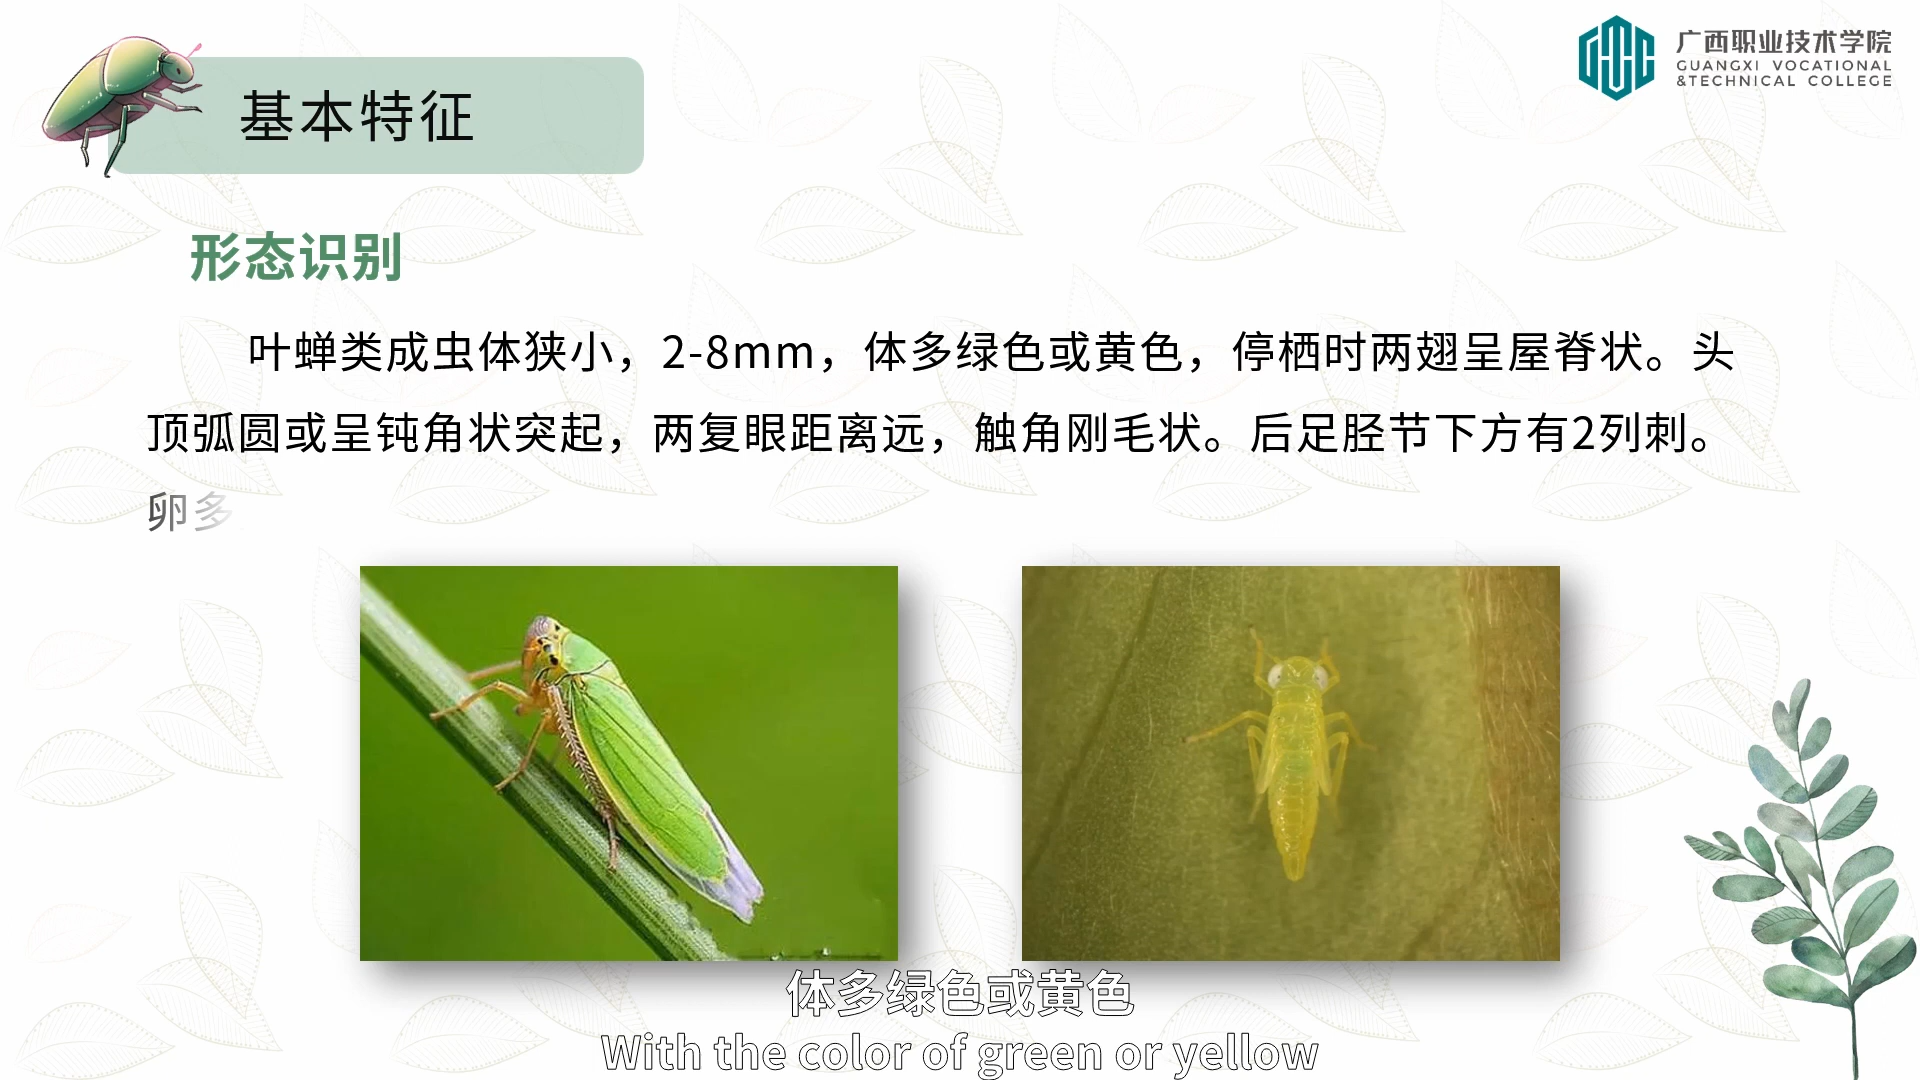 基本特征
广西职业技术学院
GUANGXI VOCATIONAL
&TECHNICAL COLLEGE
形态识别
叶蝉类成虫体狭小，2-8mm，体多绿色或黄色，停栖时两翅呈屋脊状。头
顶弧圆或呈钝角状突起，两复眼距离远，触角刚毛状。后足胫节下方有2列刺。
卵多
体多绿色或黄色
With the color of green or yellow